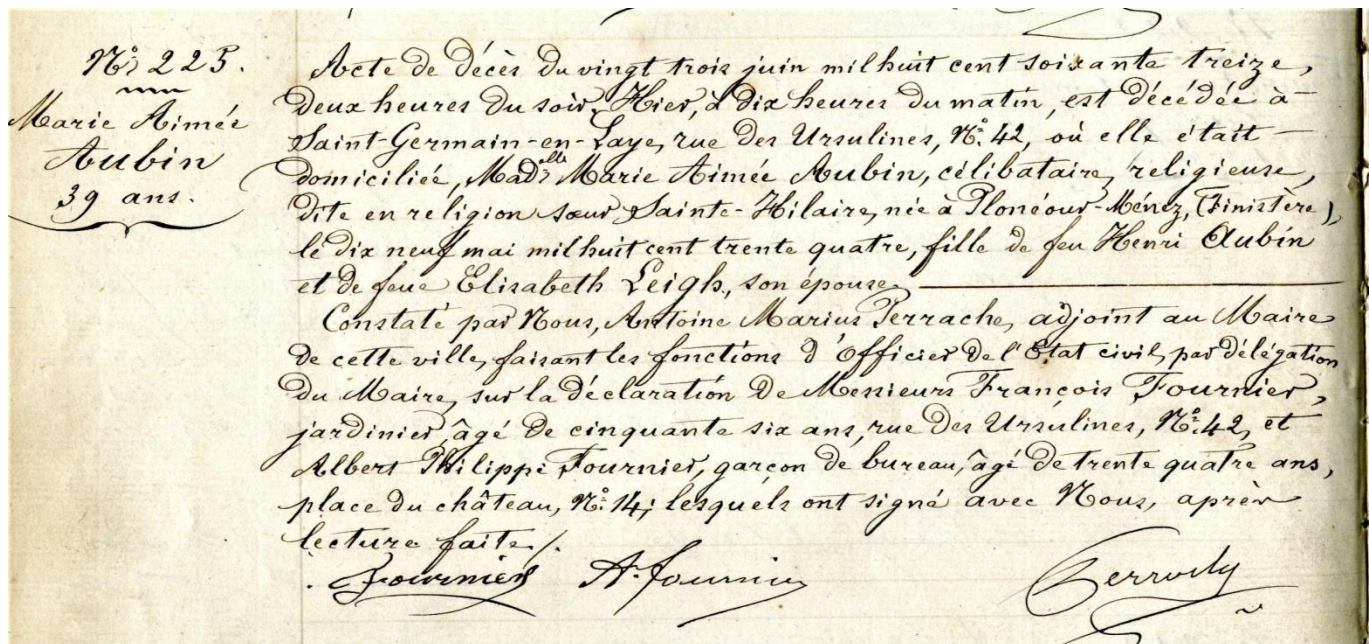 N° 225.
Marie Aimée
Aubin
39 ans.
Acte de décès du vingt trois juin mil huit cent soixante treize,
deux heures du soir. Hier, à dix heures du matin, est décédée à
Saint-Germain-en-Laye, rue des Ursulines, N° 42, où elle était
domiciliée, Mad.elle Marie Aimée Aubin, célibataire, religieuse,
dite en religion sœur Sainte-Hilaire, née à Plonéour-Ménez, (Finistère),
le dix neuf mai mil huit cent trente quatre, fille de feu Henri Aubin
et de feue Elisabeth Leigh, son épouse.
Constaté par Nous, Antoine Marius Perrache, adjoint au Maire
de cette ville, faisant les fonctions d'Officier de l'Etat civil, par délégation
du Maire, sur la déclaration de Messieurs François Fournier,
jardinier, âgé de cinquante six ans, rue des Ursulines, N° 42, et
Albert Philippe Fournier, garçon de bureau, âgé de trente quatre ans,
place du château, N° 14; lesquels ont signé avec Nous, après
lecture faite /.
Fournier A. fournier